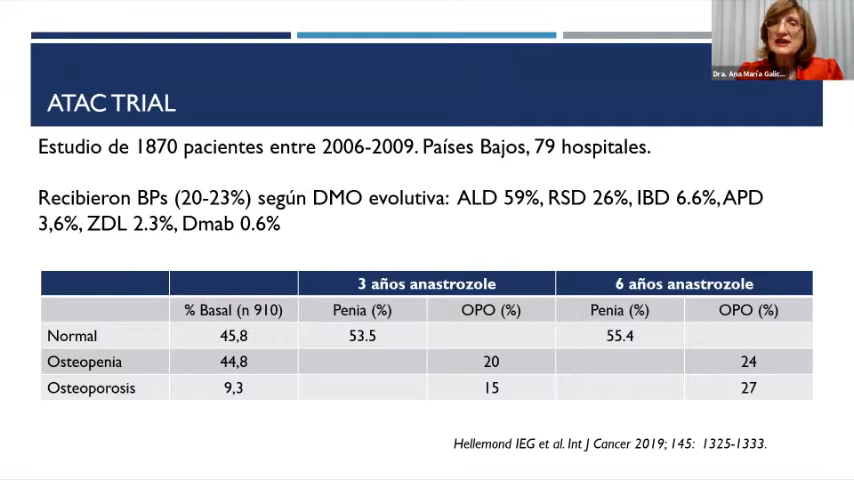 Dra. Ana María Galic...
ATAC TRIAL
Estudio de 1870 pacientes entre 2006-2009. Países Bajos, 79 hospitales.
Recibieron BPs (20-23%) según DMO evolutiva: ALD 59%, RSD 26%, IBD 6.6%, APD
3,6%, ZDL 2.3%, Dmab 0.6%
3 años anastrozole 6 años anastrozole
% Basal (n 910) Penia (%) OPO (%) Penia (%) OPO (%)
Normal 45,8 53.5 55.4
Osteopenia 44,8 20 24
Osteoporosis 9,3 15 27
Hellemond IEG et al. Int J Cancer 2019; 145: 1325-1333.